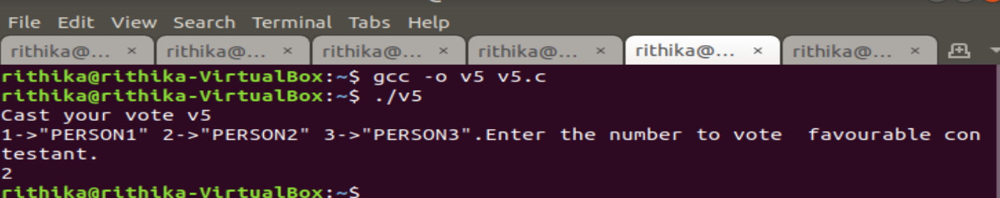 File Edit View Search Terminal Tabs Help
rithika@... × rithika@... × rithika@... × rithika@... × rithika@... × rithika@... ×
rithika@rithika-VirtualBox:~$ gcc -o v5 v5.c
rithika@rithika-VirtualBox:~$ ./v5
Cast your vote v5
1->"PERSON1" 2->"PERSON2" 3->"PERSON3".Enter the number to vote  favourable con
testant.
2
rithika@rithika-VirtualBox:~$